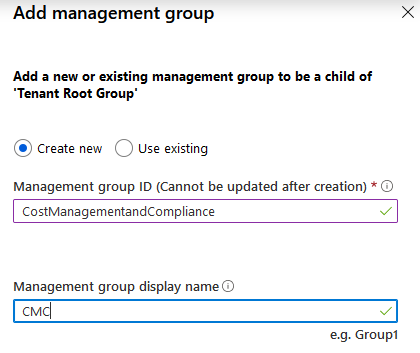 Add management group
Add a new or existing management group to be a child of
'Tenant Root Group'
Create new Use existing
Management group ID (Cannot be updated after creation) *
CostManagementandCompliance
Management group display name
CMC
e.g. Group1